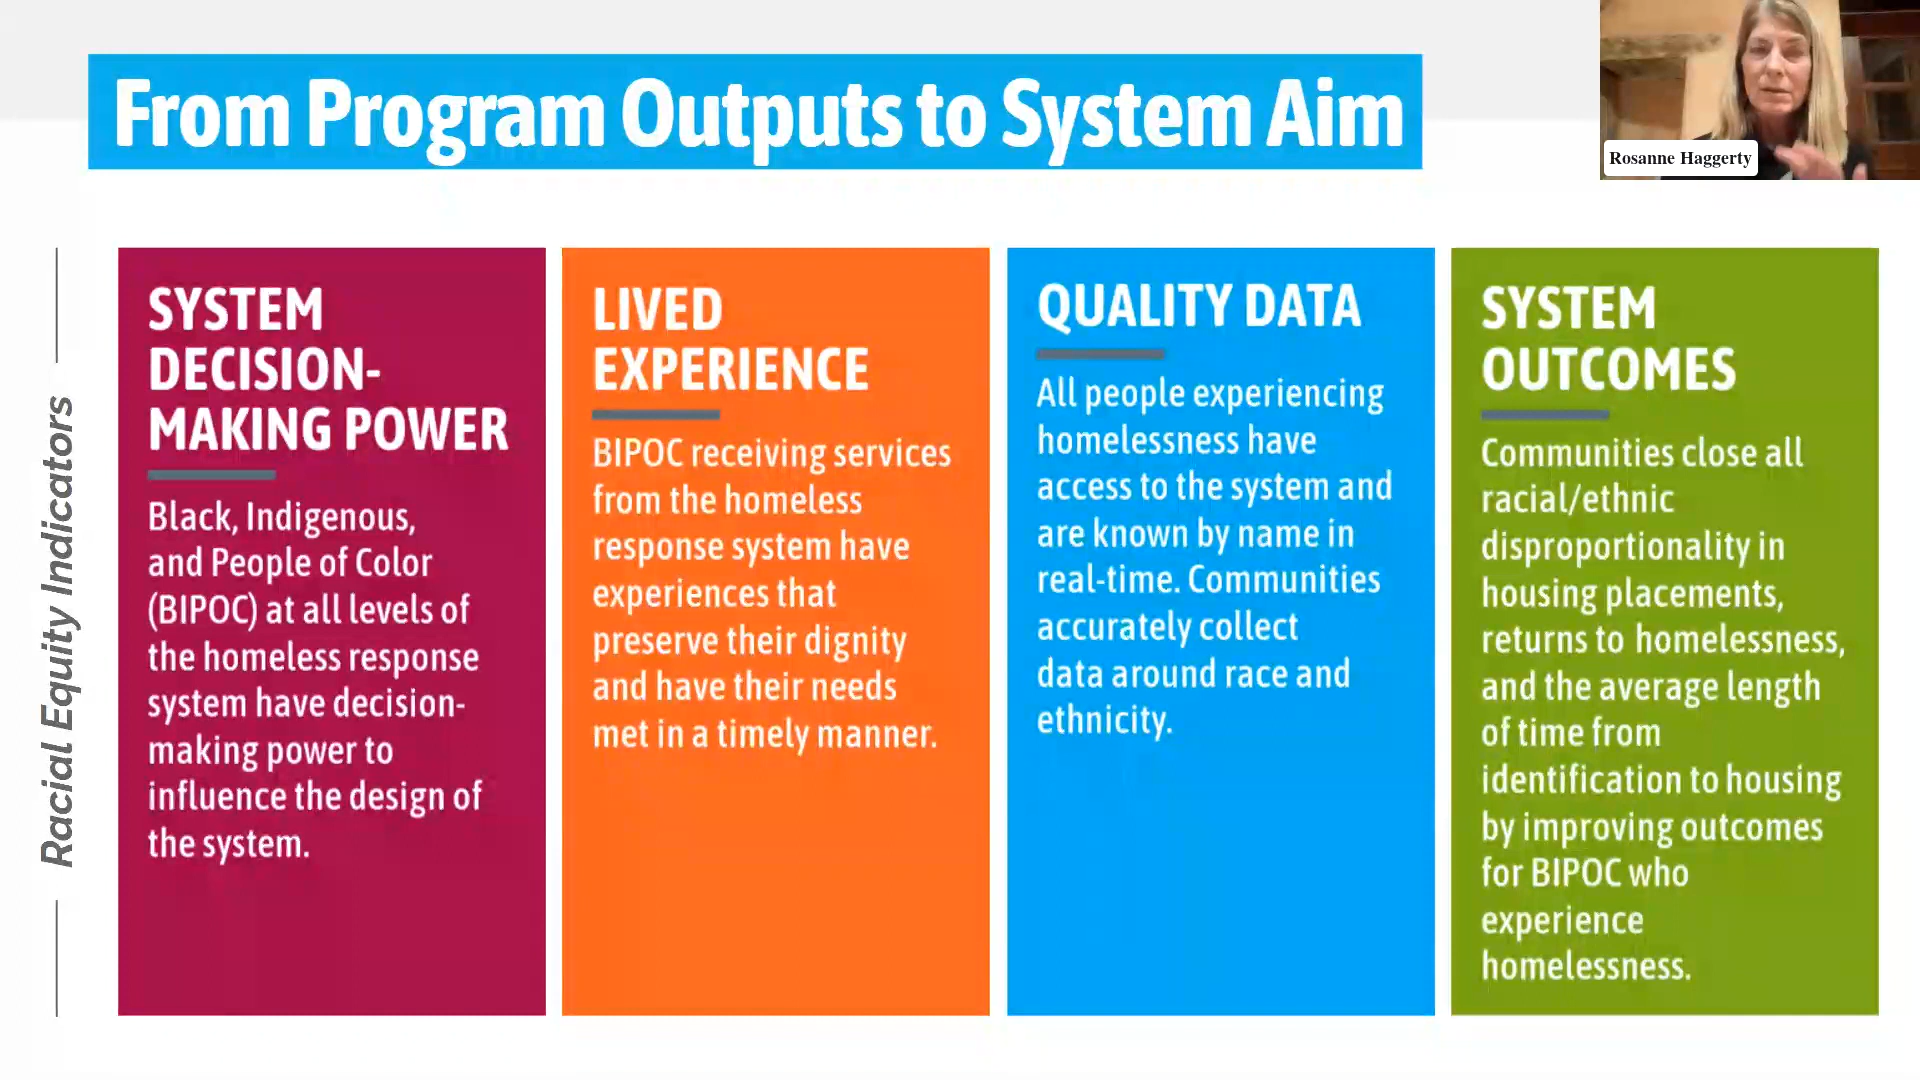 From Program Outputs to System Aim
Rosanne Haggerty
Racial Equity Indicators
SYSTEM
DECISION-
MAKING POWER
Black, Indigenous,
and People of Color
(BIPOC) at all levels of
the homeless response
system have decision-
making power to
influence the design of
the system.
LIVED
EXPERIENCE
BIPOC receiving services
from the homeless
response system have
experiences that
preserve their dignity
and have their needs
met in a timely manner.
QUALITY DATA
All people experiencing
homelessness have
access to the system and
are known by name in
real-time. Communities
accurately collect
data around race and
ethnicity.
SYSTEM
OUTCOMES
Communities close all
racial/ethnic
disproportionality in
housing placements,
returns to homelessness,
and the average length
of time from
identification to housing
by improving outcomes
for BIPOC who
experience
homelessness.